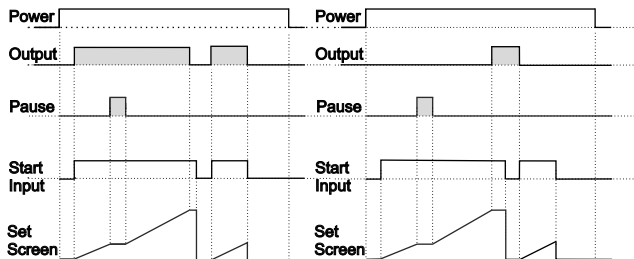 Power
Output
Pause
Start
Input
Set
Screen
Power
Output
Pause
Start
Input
Set
Screen